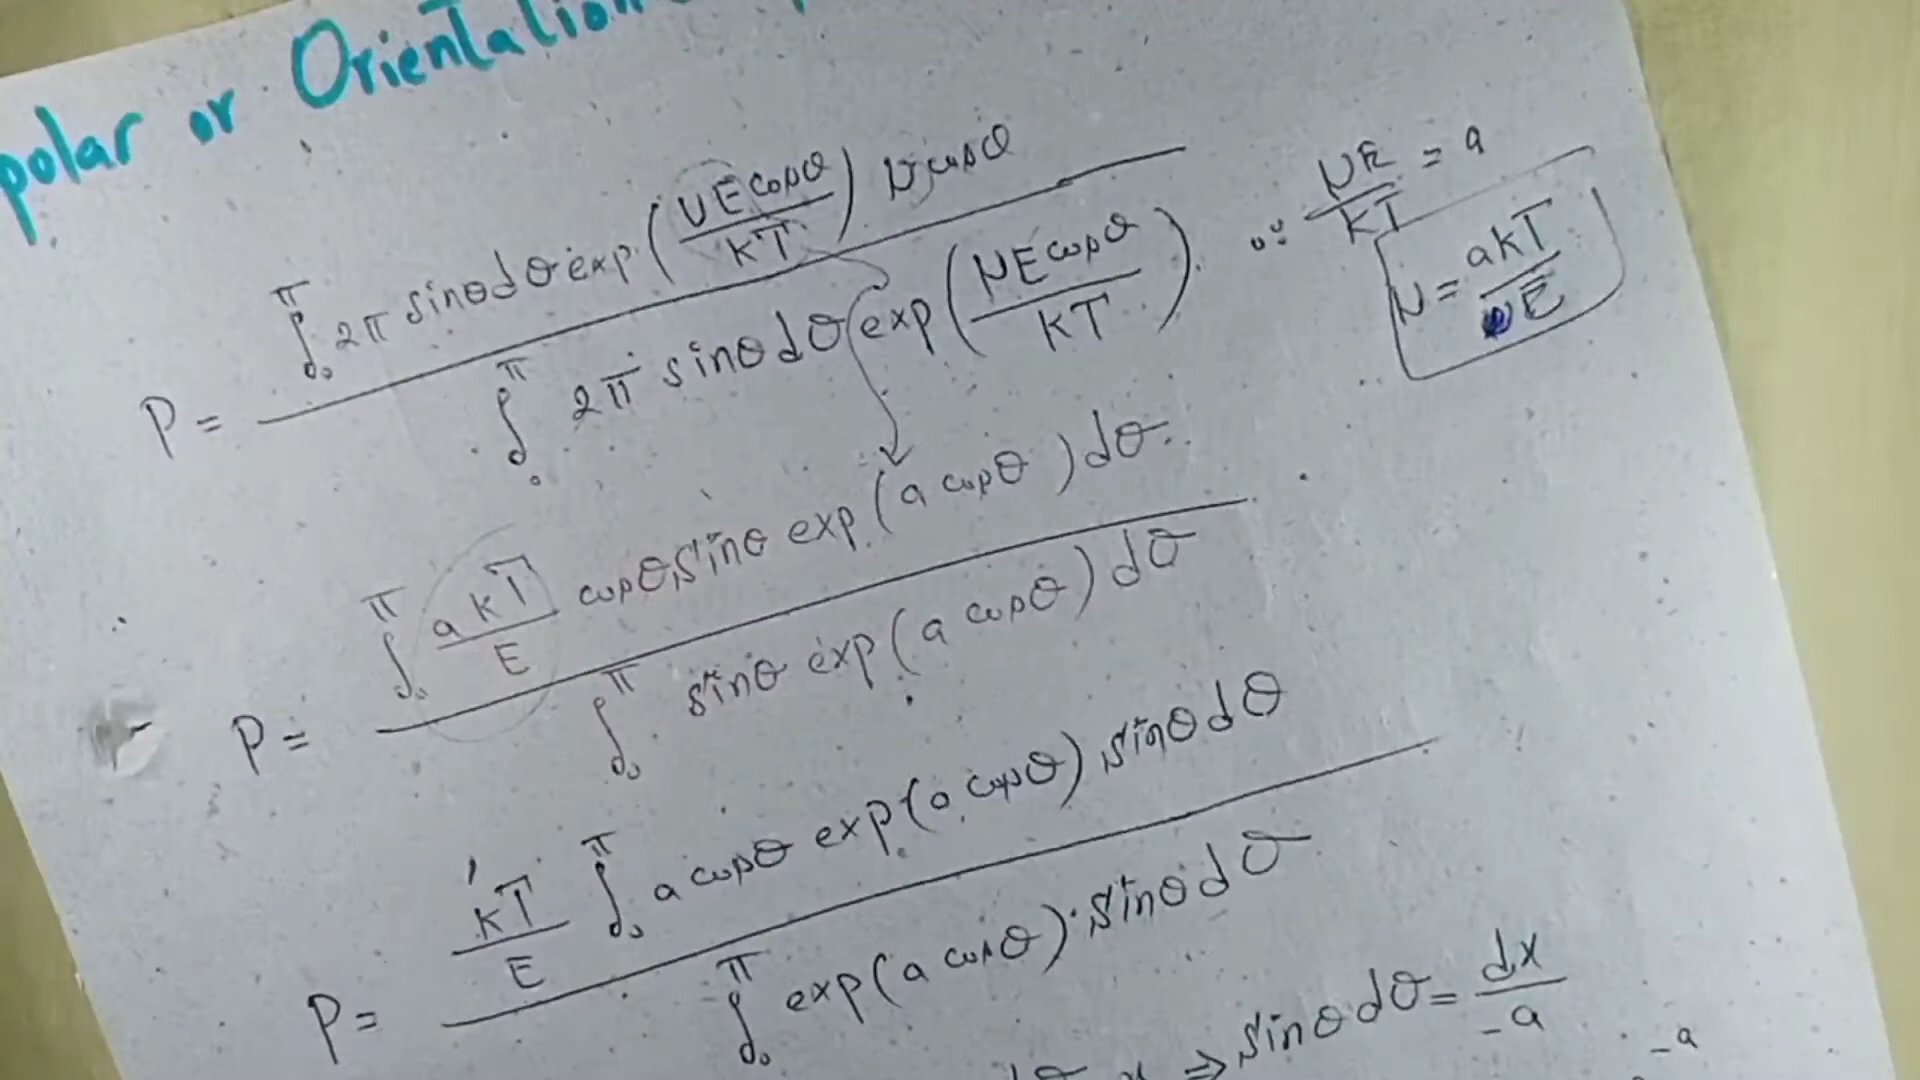 polar or Orientation
P = ∫₀^π 2π sinθdθ exp(μE cosθ/kT) μ cosθ / ∫₀^π 2π sinθ dθ exp(μE cosθ/kT) ∵ μE/kT = a
μ = akT/E
P = ∫₀^π akT/E cosθ sinθ exp(a cosθ) dθ / ∫₀^π sinθ exp(a cosθ) dθ
P = kT/E ∫₀^π a cosθ exp(a cosθ) sinθ dθ / ∫₀^π exp(a cosθ) · sinθ dθ
⇒ sinθ dθ = dx/-a
-a